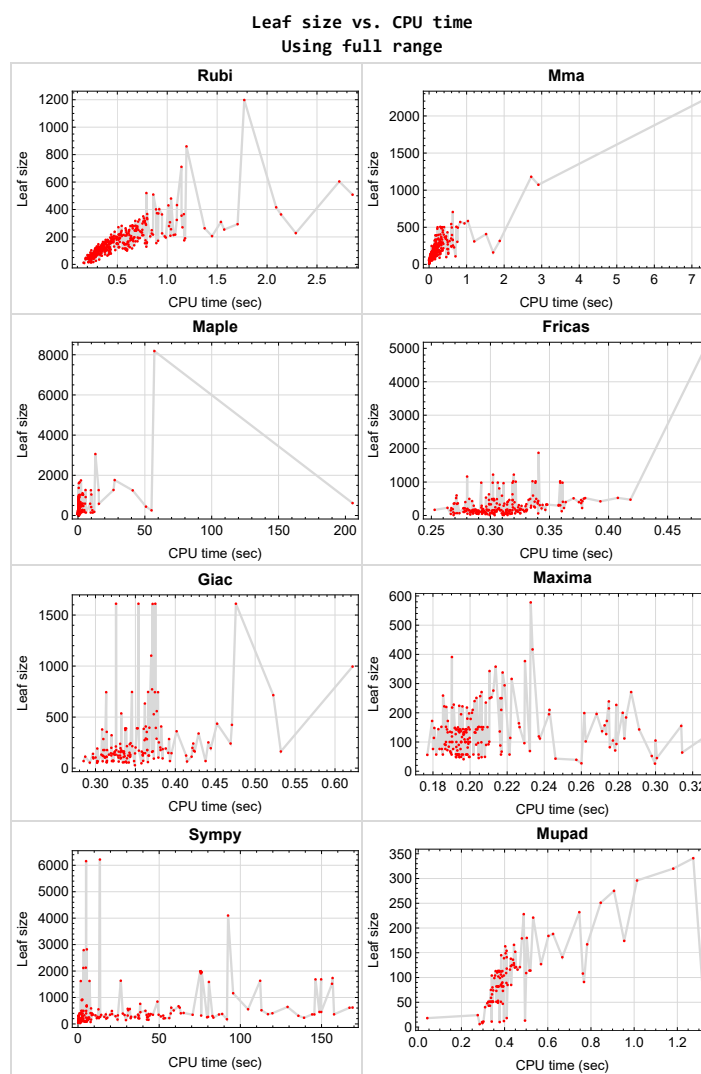 Leaf size vs. CPU time
Using full range
Rubi
Leaf size
1200
1000
800
600
400
200
0
0.5 1.0 1.5 2.0 2.5
CPU time (sec)
Mma
Leaf size
2000
1500
1000
500
0
0 1 2 3 4 5 6 7
CPU time (sec)
Maple
Leaf size
8000
6000
4000
2000
0
0 50 100 150 200
CPU time (sec)
Fricas
Leaf size
5000
4000
3000
2000
1000
0
0.25 0.30 0.35 0.40 0.45
CPU time (sec)
Giac
Leaf size
1500
1000
500
0
0.30 0.35 0.40 0.45 0.50 0.55 0.60
CPU time (sec)
Maxima
Leaf size
600
500
400
300
200
100
0
0.18 0.20 0.22 0.24 0.26 0.28 0.30 0.32
CPU time (sec)
Sympy
Leaf size
6000
5000
4000
3000
2000
1000
0
0 50 100 150
CPU time (sec)
Mupad
Leaf size
350
300
250
200
150
100
50
0
0.0 0.2 0.4 0.6 0.8 1.0 1.2
CPU time (sec)